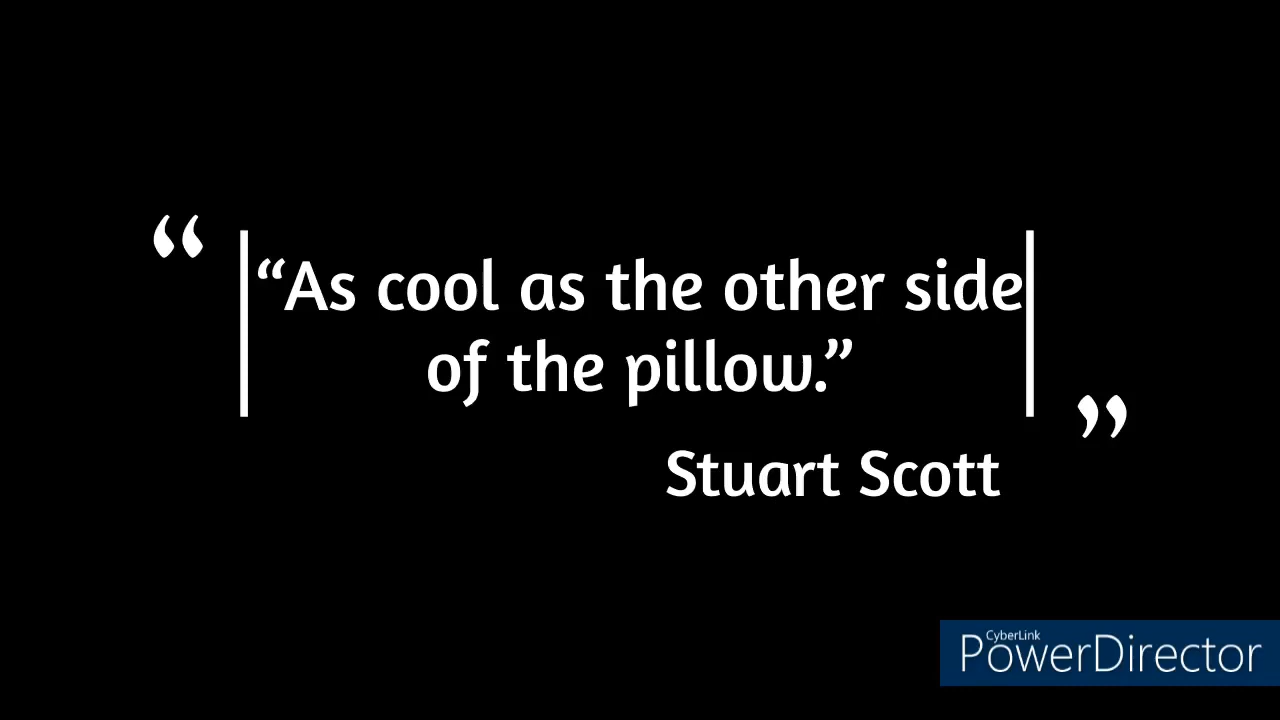 “
“As cool as the other side
of the pillow.”
”
Stuart Scott
CyberLink
PowerDirector